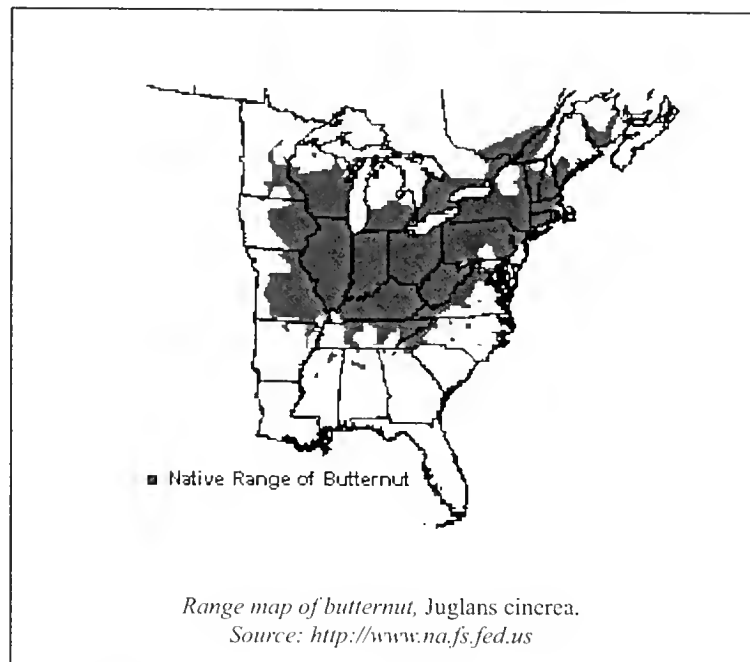 Native Range of Butternut
Range map of butternut, Juglans cinerea.
Source: http://www.na.fs.fed.us